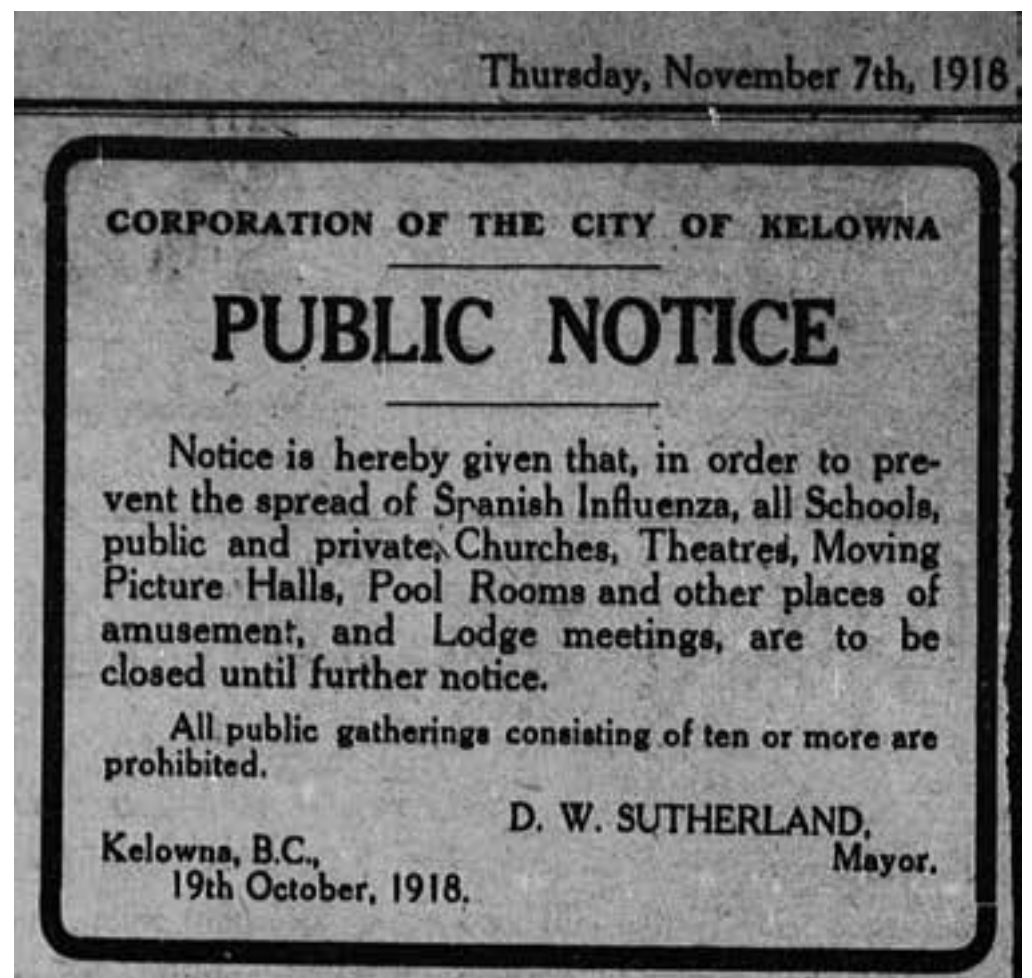 Thursday, November 7th, 1918
CORPORATION OF THE CITY OF KELOWNA
PUBLIC NOTICE
Notice is hereby given that, in order to pre-
vent the spread of Spanish Influenza, all Schools,
public and private, Churches, Theatres, Moving
Picture Halls, Pool Rooms and other places of
amusement, and Lodge meetings, are to be
closed until further notice.
All public gatherings consisting of ten or more are
prohibited.
D. W. SUTHERLAND,
Mayor.
Kelowna, B.C.,
19th October, 1918.